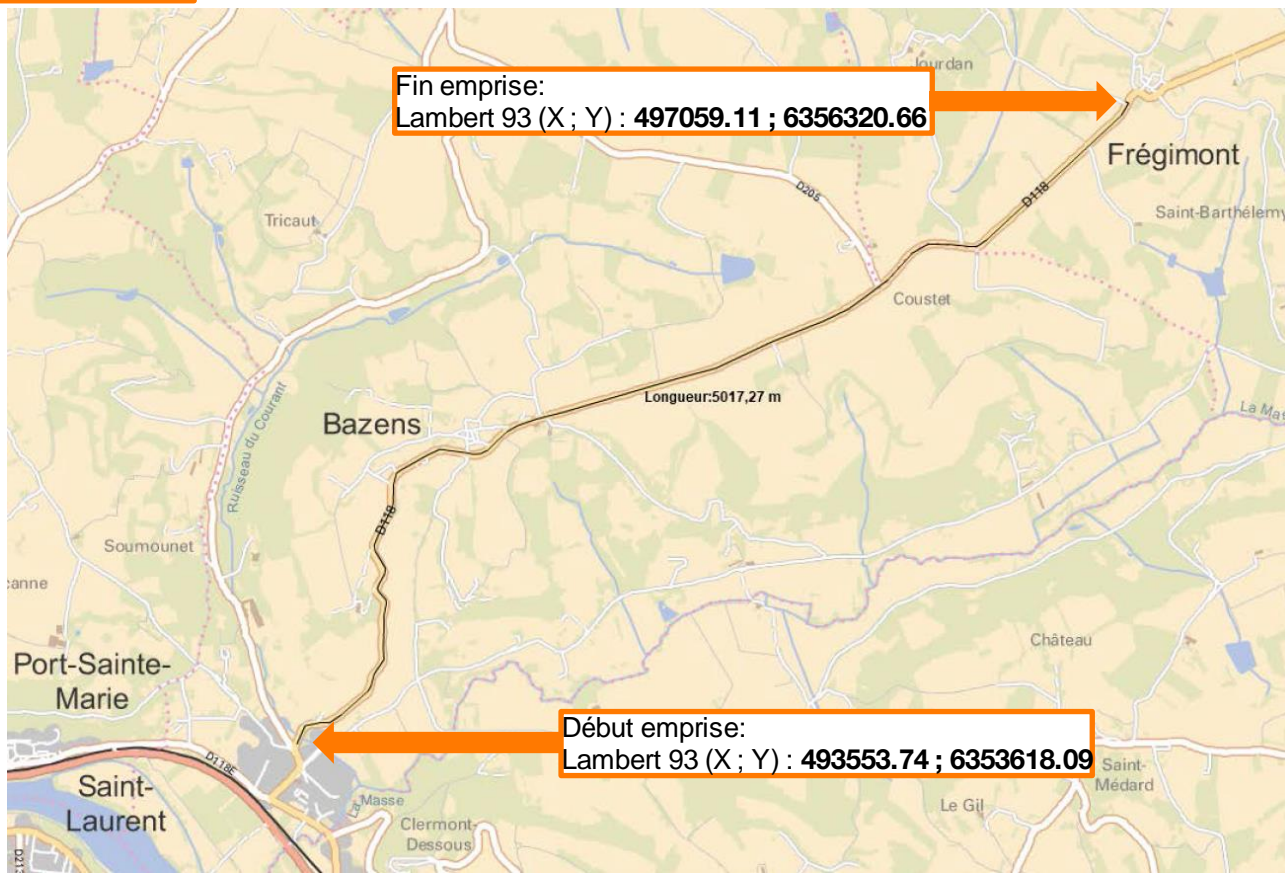 Fin emprise:
Lambert 93 (X ; Y) : 497059.11 ; 6356320.66
Jourdan
Frégimont
D118
D205
Saint-Barthélemy
Tricaut
Coustet
Longueur:5017,27 m
La Mas
Bazens
Ruisseau du Courant
D118
Soumounet
canne
Château
Port-Sainte-
Marie
Début emprise:
Lambert 93 (X ; Y) : 493553.74 ; 6353618.09
D118E
Saint-
Médard
Saint-
Laurent
La Masse
Le Gil
Clermont-
Dessous
D213